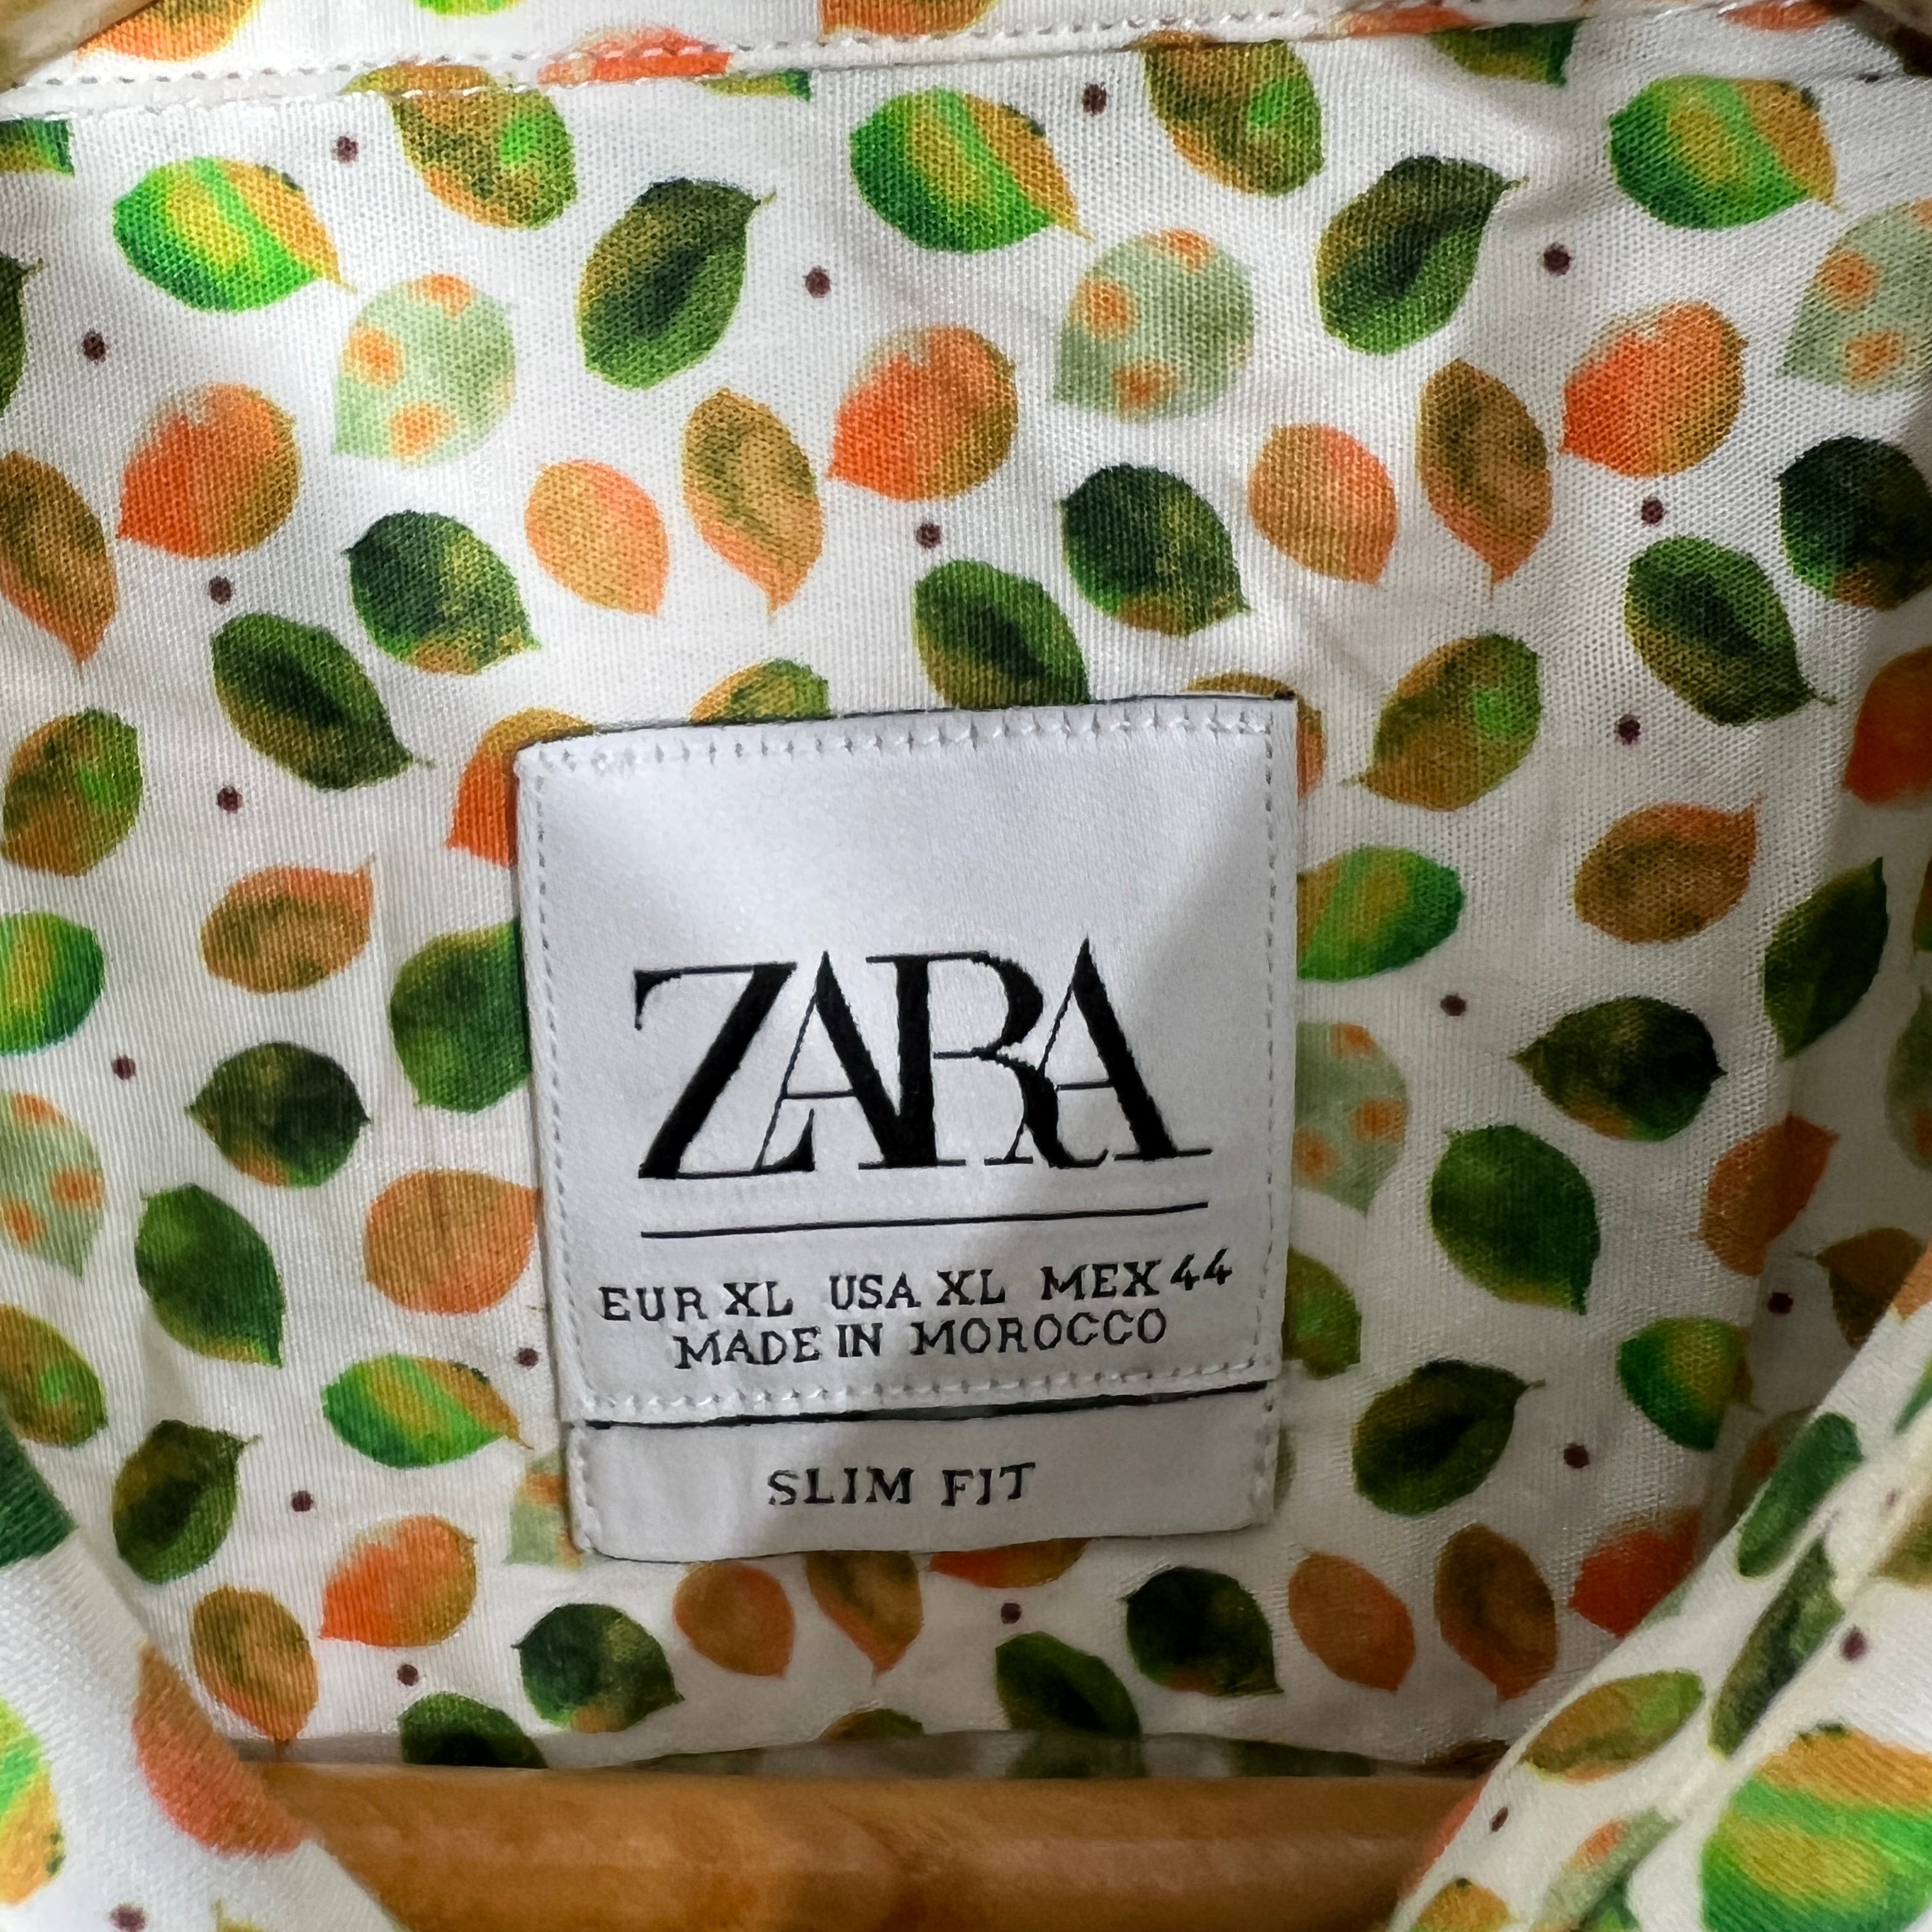 ZARA
EUR XL USA XL MEX 44
MADE IN MOROCCO
SLIM FIT